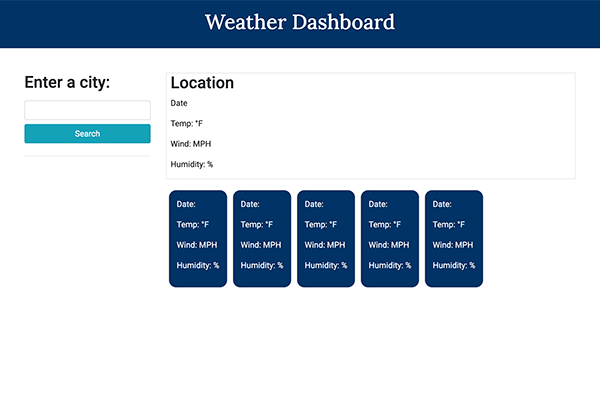 Weather Dashboard
Enter a city:
Search
Location
Date
Temp: °F
Wind: MPH
Humidity: %
Date:
Temp: °F
Wind: MPH
Humidity: %
Date:
Temp: °F
Wind: MPH
Humidity: %
Date:
Temp: °F
Wind: MPH
Humidity: %
Date:
Temp: °F
Wind: MPH
Humidity: %
Date:
Temp: °F
Wind: MPH
Humidity: %